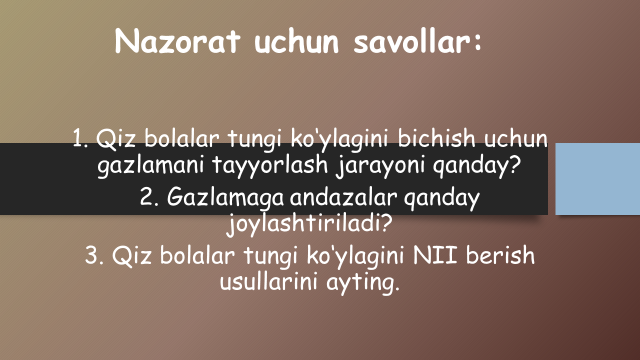 Nazorat uchun savollar:
1. Qiz bolalar tungi ko‘ylagini bichish uchun
gazlamani tayyorlash jarayoni qanday?
2. Gazlamaga andazalar qanday
joylashtiriladi?
3. Qiz bolalar tungi ko‘ylagini NII berish
usullarini ayting.